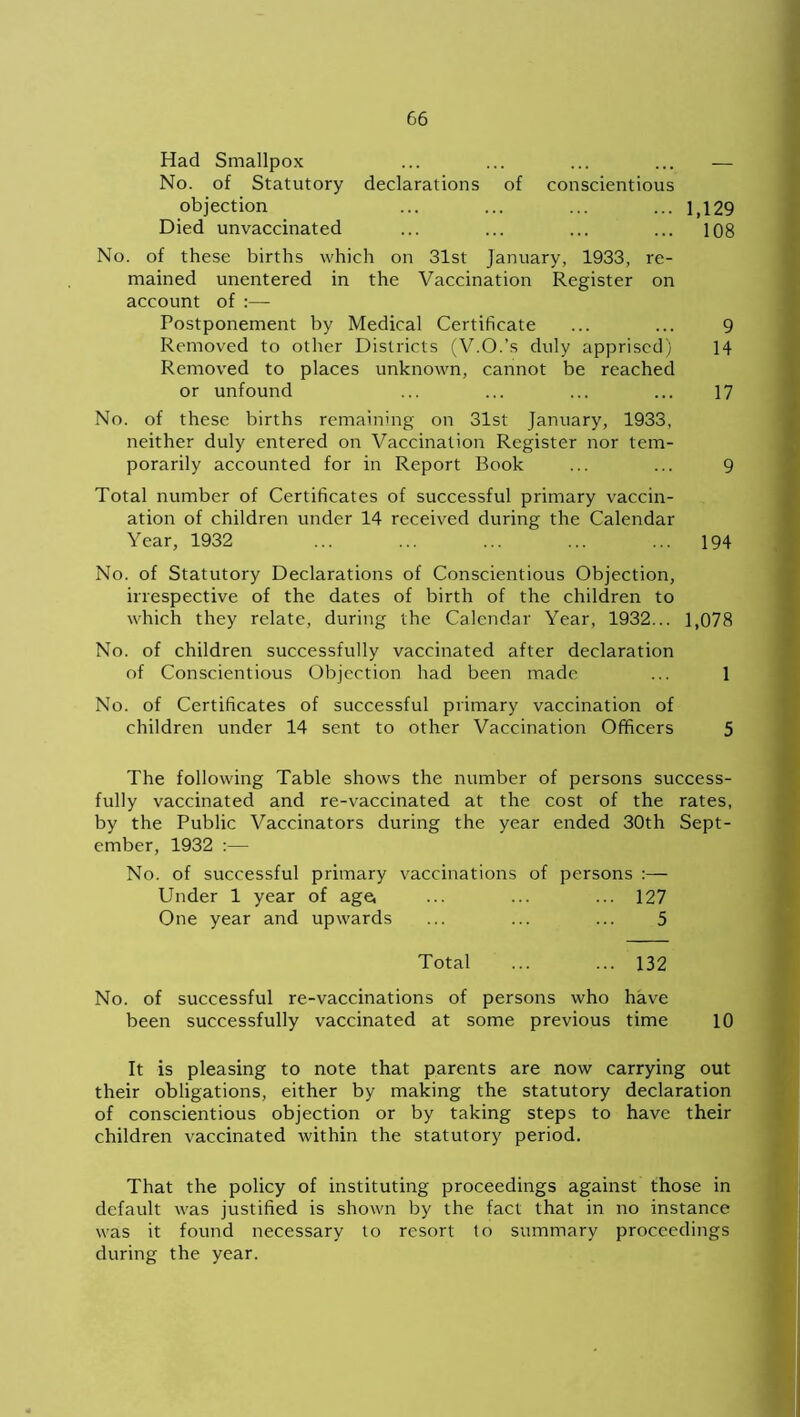 66
Had Smallpox ... ... ... ... —
No. of Statutory declarations of conscientious
objection ... ... ... ... 1,129
Died unvaccinated ... ... ... ... 108
No. of these births which on 31st January, 1933, re-
mained unentered in the Vaccination Register on
account of :—
Postponement by Medical Certificate ... ... 9
Removed to other Districts (V.O.'s duly apprised) 14
Removed to places unknown, cannot be reached
or unfound ... ... ... ... 17
No. of these births remaining on 31st January, 1933,
neither duly entered on Vaccination Register nor tem-
porarily accounted for in Report Book ... ... 9
Total number of Certificates of successful primary vaccin-
ation of children under 14 received during the Calendar
Year, 1932 ... ... ... ... ... 194
No. of Statutory Declarations of Conscientious Objection,
irrespective of the dates of birth of the children to
which they relate, during the Calendar Year, 1932... 1,078
No. of children successfully vaccinated after declaration
of Conscientious Objection had been made ... 1
No. of Certificates of successful primary vaccination of
children under 14 sent to other Vaccination Officers 5
The following Table shows the number of persons success-
fully vaccinated and re-vaccinated at the cost of the rates,
by the Public Vaccinators during the year ended 30th Sept-
ember, 1932 :—
No. of successful primary vaccinations of persons :—
Under 1 year of age, ... ... ... 127
One year and upwards ... ... ... 5
Total ... ... 132
No. of successful re-vaccinations of persons who have
been successfully vaccinated at some previous time 10
It is pleasing to note that parents are now carrying out
their obligations, either by making the statutory declaration
of conscientious objection or by taking steps to have their
children vaccinated within the statutory period.
That the policy of instituting proceedings against those in
default was justified is shown by the fact that in no instance
was it found necessary to resort to summary proceedings
during the year.